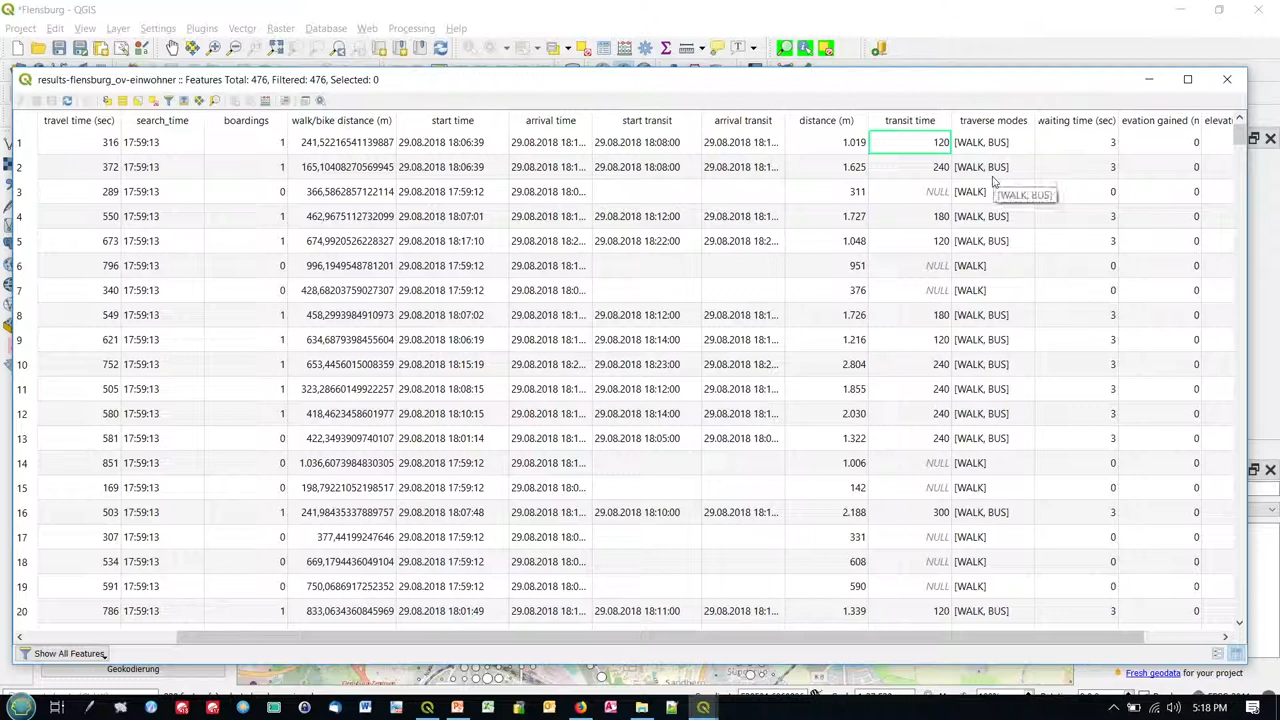 *Flensburg - QGIS
Project Edit View Layer Settings Plugins Vector Raster Database Web Processing Help
results-flensburg_ov-einwohner :: Features Total: 476, Filtered: 476, Selected: 0
travel time (sec) search_time boardings walk/bike distance (m) start time arrival time start transit arrival transit distance (m) transit time traverse modes waiting time (sec) evation gained (n elevat
1 316 17:59:13 1 241,52216541139887 29.08.2018 18:06:39 29.08.2018 18:1... 29.08.2018 18:08:00 29.08.2018 18:1... 1.019 120 [WALK, BUS] 3 0
2 372 17:59:13 1 165,10408270569945 29.08.2018 18:06:39 29.08.2018 18:1... 29.08.2018 18:08:00 29.08.2018 18:1... 1.625 240 [WALK, BUS] 3 0
3 289 17:59:13 0 366,5862877122114 29.08.2018 17:59:12 29.08.2018 18:0... 311 NULL [WALK] 0 0
[WALK, BUS]
4 550 17:59:13 1 462,9675112732099 29.08.2018 18:07:01 29.08.2018 18:1... 29.08.2018 18:12:00 29.08.2018 18:1... 1.727 180 [WALK, BUS] 3 0
5 673 17:59:13 1 674,9920526228327 29.08.2018 18:17:10 29.08.2018 18:2... 29.08.2018 18:22:00 29.08.2018 18:2... 1.048 120 [WALK, BUS] 3 0
6 796 17:59:13 0 996,1949548781201 29.08.2018 17:59:12 29.08.2018 18:1... 951 NULL [WALK] 0 0
7 340 17:59:13 0 428,68203759027307 29.08.2018 17:59:12 29.08.2018 18:0... 376 NULL [WALK] 0 0
8 549 17:59:13 1 458,2993984910973 29.08.2018 18:07:02 29.08.2018 18:1... 29.08.2018 18:12:00 29.08.2018 18:1... 1.726 180 [WALK, BUS] 3 0
9 621 17:59:13 1 634,6879398455604 29.08.2018 18:06:19 29.08.2018 18:1... 29.08.2018 18:14:00 29.08.2018 18:1... 1.216 120 [WALK, BUS] 3 0
10 752 17:59:13 1 653,4456015008359 29.08.2018 18:15:19 29.08.2018 18:2... 29.08.2018 18:23:00 29.08.2018 18:2... 2.804 240 [WALK, BUS] 3 0
11 505 17:59:13 1 323,28660149922257 29.08.2018 18:08:15 29.08.2018 18:1... 29.08.2018 18:12:00 29.08.2018 18:1... 1.855 240 [WALK, BUS] 3 0
12 580 17:59:13 1 418,4623458601977 29.08.2018 18:10:15 29.08.2018 18:1... 29.08.2018 18:14:00 29.08.2018 18:1... 2.030 240 [WALK, BUS] 3 0
13 581 17:59:13 0 422,3493909740107 29.08.2018 18:01:14 29.08.2018 18:1... 29.08.2018 18:05:00 29.08.2018 18:0... 1.322 240 [WALK, BUS] 3 0
14 851 17:59:13 0 1.036,6073984830305 29.08.2018 17:59:12 29.08.2018 18:1... 1.006 NULL [WALK] 0 0
15 169 17:59:13 0 198,79221052198517 29.08.2018 17:59:12 29.08.2018 18:0... 142 NULL [WALK] 0 0
16 503 17:59:13 1 241,98435337889757 29.08.2018 18:07:48 29.08.2018 18:1... 29.08.2018 18:10:00 29.08.2018 18:1... 2.188 300 [WALK, BUS] 3 0
17 307 17:59:13 0 377,44199247646 29.08.2018 17:59:12 29.08.2018 18:0... 331 NULL [WALK] 0 0
18 534 17:59:13 0 669,1794436049104 29.08.2018 17:59:12 29.08.2018 18:0... 608 NULL [WALK] 0 0
19 591 17:59:13 0 750,0686917252352 29.08.2018 17:59:12 29.08.2018 18:0... 590 NULL [WALK] 0 0
20 786 17:59:13 1 833,0634360845969 29.08.2018 18:01:49 29.08.2018 18:1... 29.08.2018 18:11:00 29.08.2018 18:1... 1.339 120 [WALK, BUS] 3 0
Show All Features
Geokodierung
Fresh geodata for your project
5:18 PM